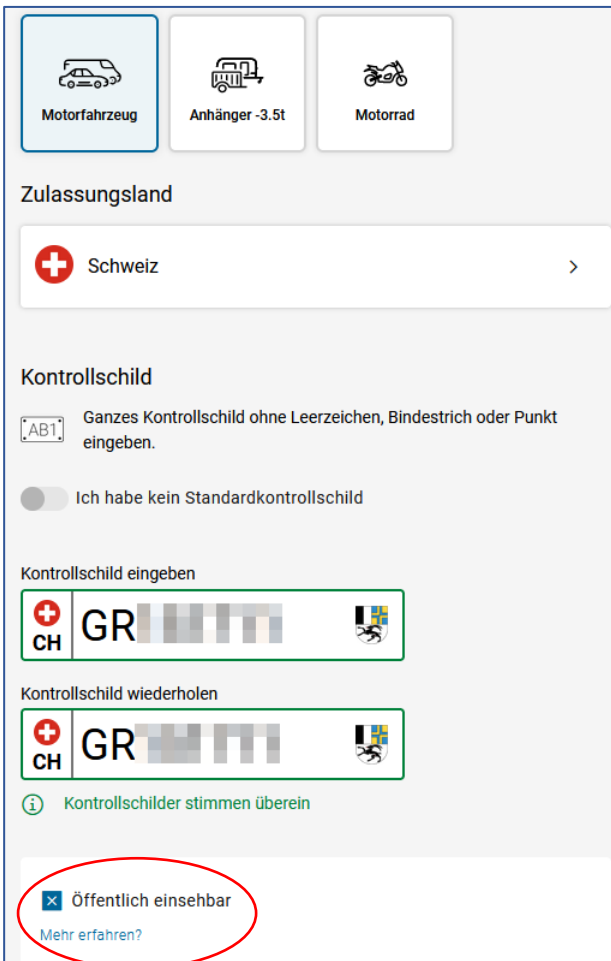 Motorfahrzeug
Anhänger -3.5t
Motorrad
Zulassungsland
Schweiz
Kontrollschild
AB1
Ganzes Kontrollschild ohne Leerzeichen, Bindestrich oder Punkt
eingeben.
Ich habe kein Standardkontrollschild
Kontrollschild eingeben
CH GR
Kontrollschild wiederholen
CH GR
Kontrollschilder stimmen überein
Öffentlich einsehbar
Mehr erfahren?